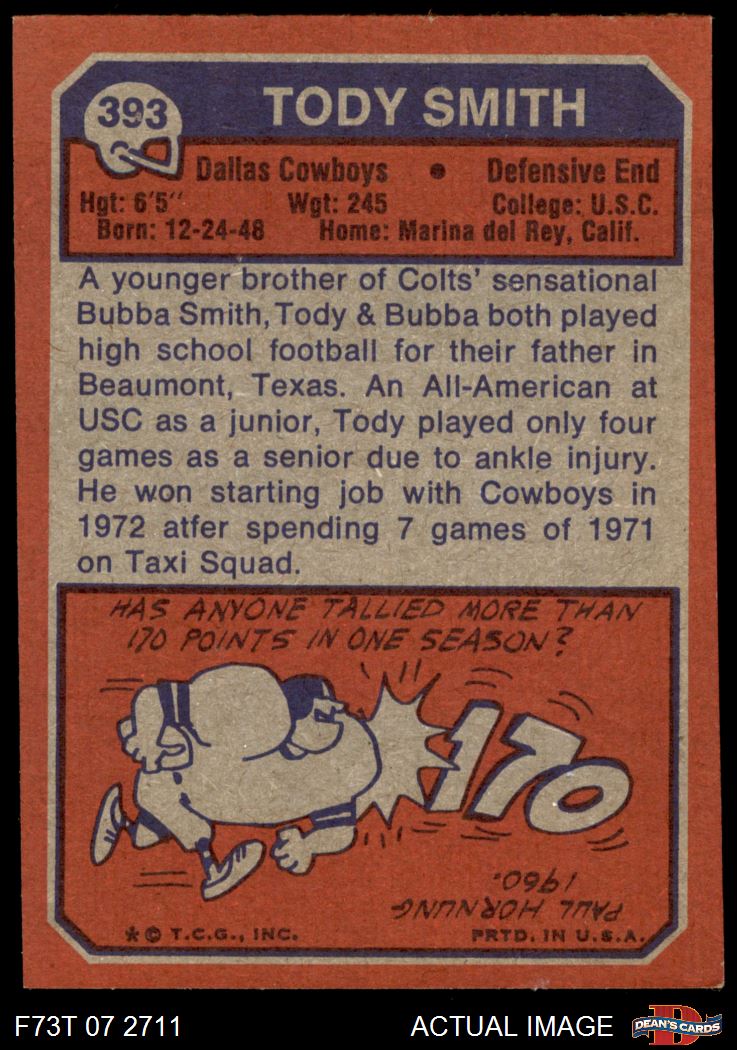 393
TODY SMITH
Dallas Cowboys • Defensive End
Hgt: 6'5" Wgt: 245 College: U.S.C.
Born: 12-24-48 Home: Marina del Rey, Calif.
A younger brother of Colts' sensational
Bubba Smith, Tody & Bubba both played
high school football for their father in
Beaumont, Texas. An All-American at
USC as a junior, Tody played only four
games as a senior due to ankle injury.
He won starting job with Cowboys in
1972 atfer spending 7 games of 1971
on Taxi Squad.
HAS ANYONE TALLIED MORE THAN
170 POINTS IN ONE SEASON?
170
PAUL HORNUNG
1960.
* © T.C.G., INC. PRTD. IN U.S.A.
F73T 07 2711 ACTUAL IMAGE
D
DEAN'S CARDS